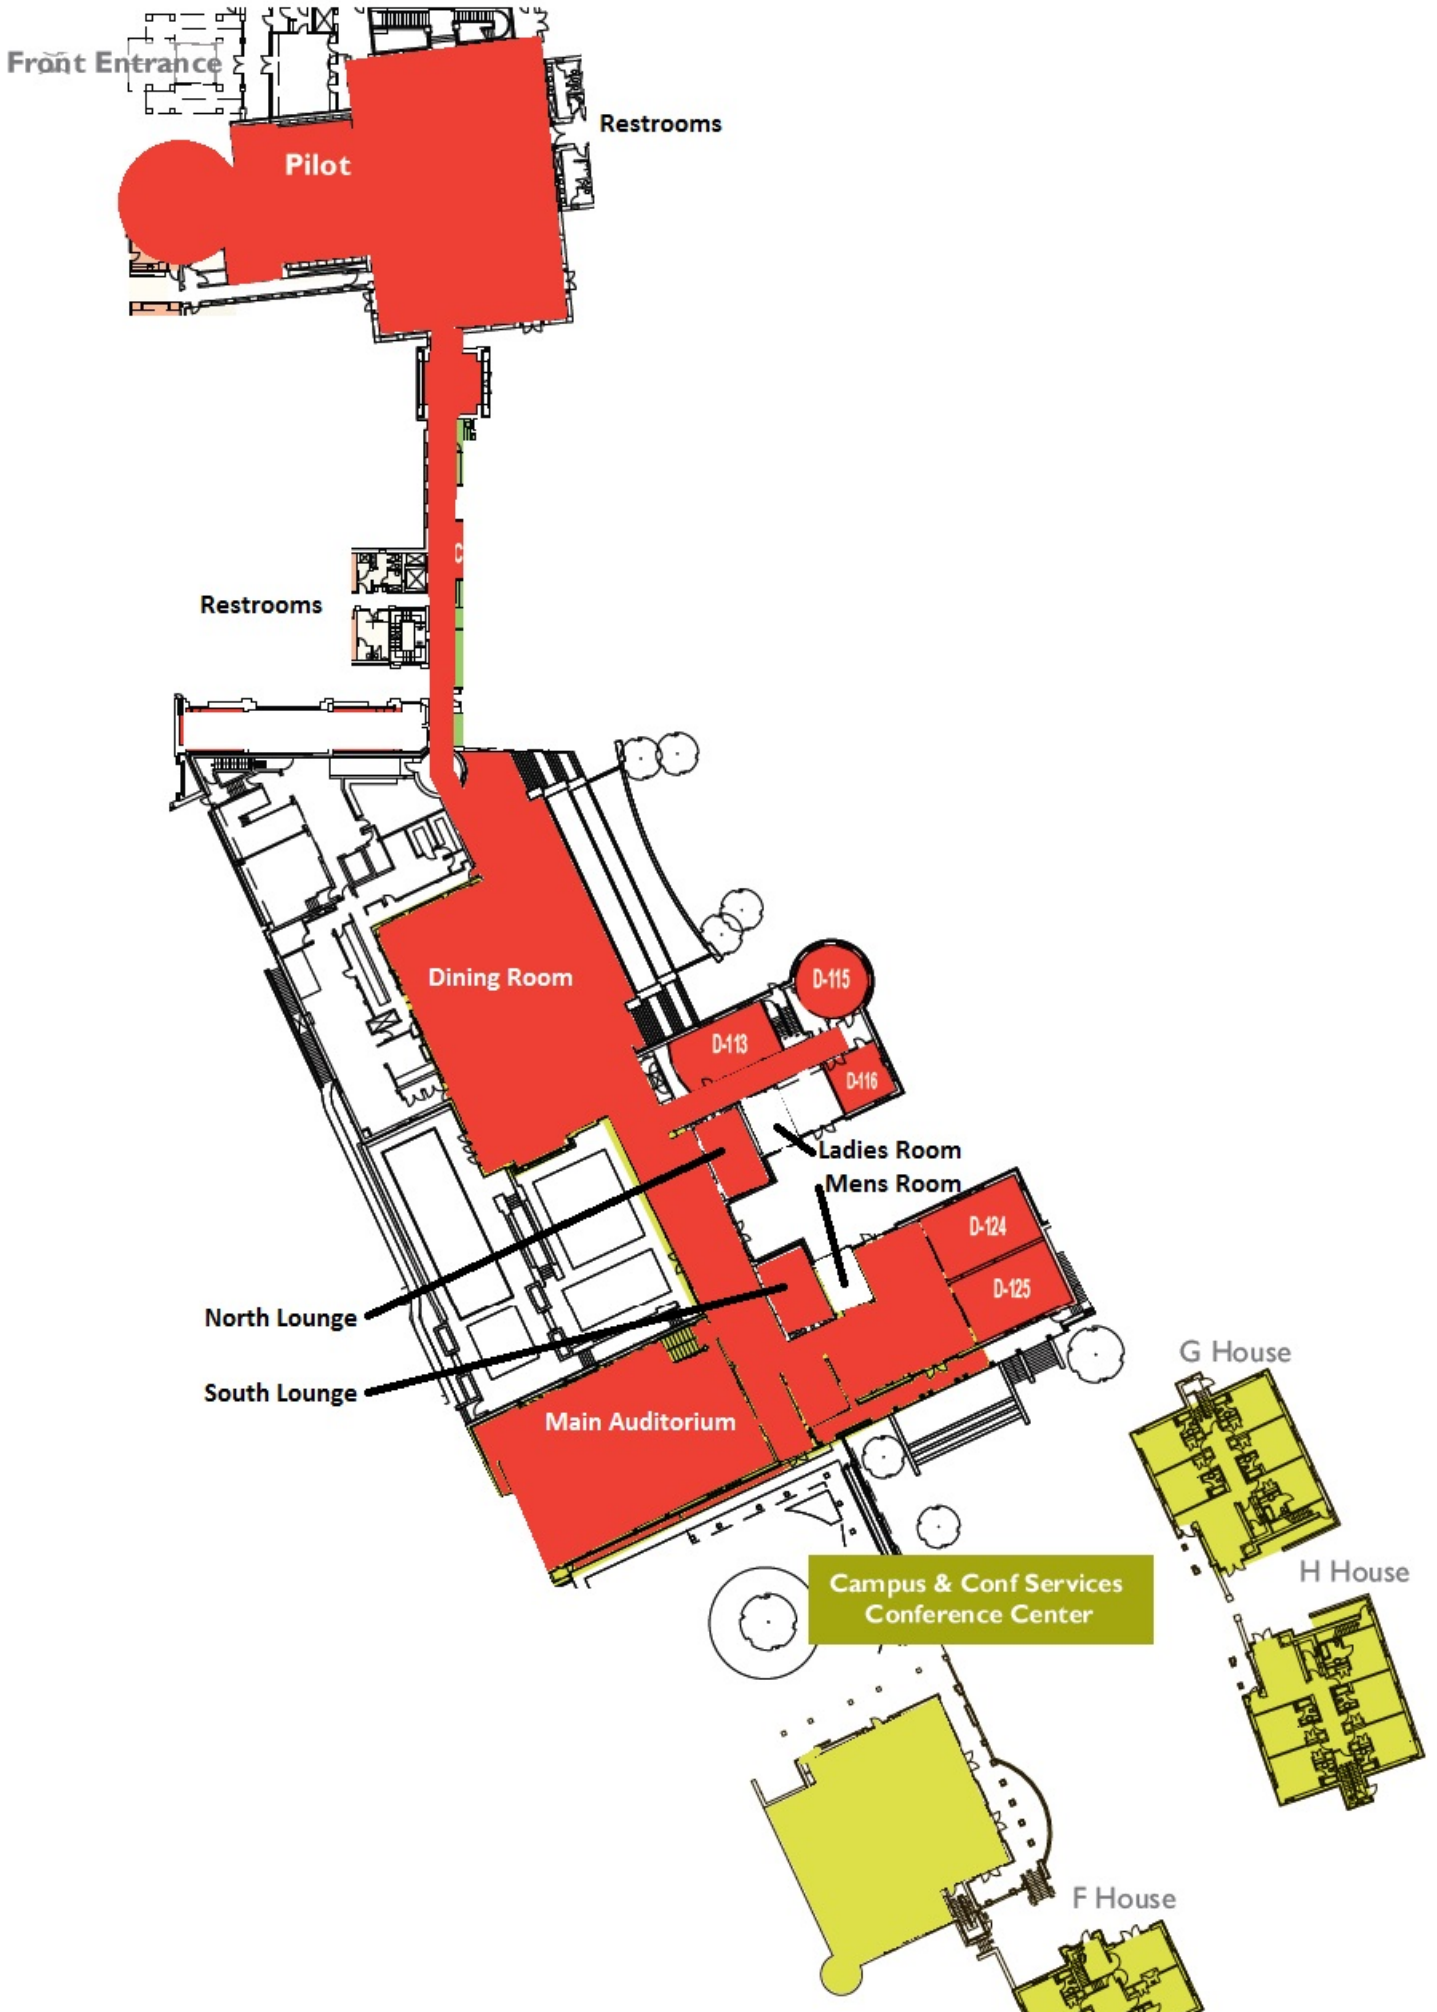 Front Entrance
Restrooms
Pilot
C
Restrooms
Dining Room
D-115
D-113
D-116
Ladies Room
Mens Room
D-124
D-125
North Lounge
South Lounge
G House
Main Auditorium
H House
Campus & Conf Services
Conference Center
F House